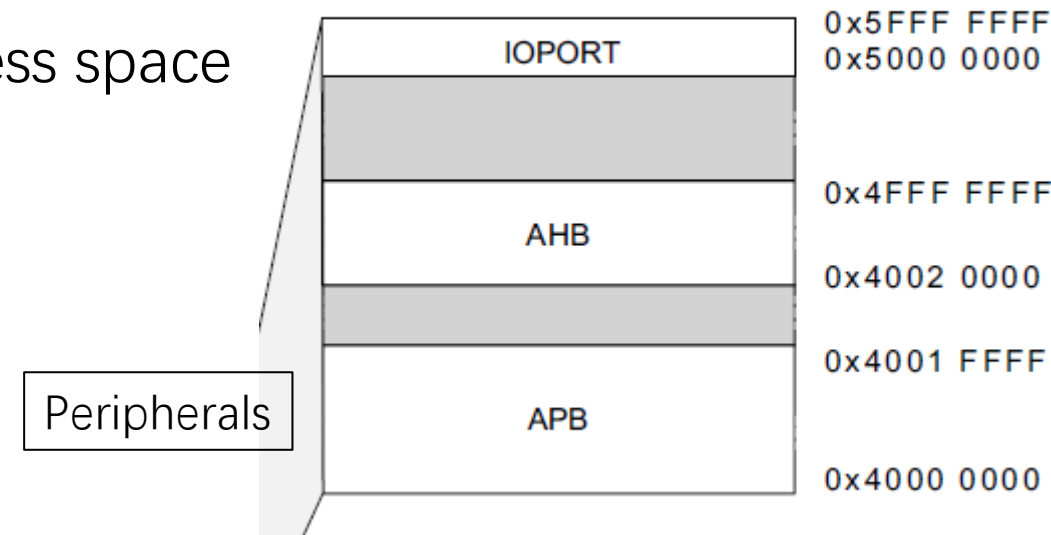 ess space
IOPORT
0x5FFF FFFF
0x5000 0000
0x4FFF FFFF
AHB
0x4002 0000
0x4001 FFFF
Peripherals
APB
0x4000 0000